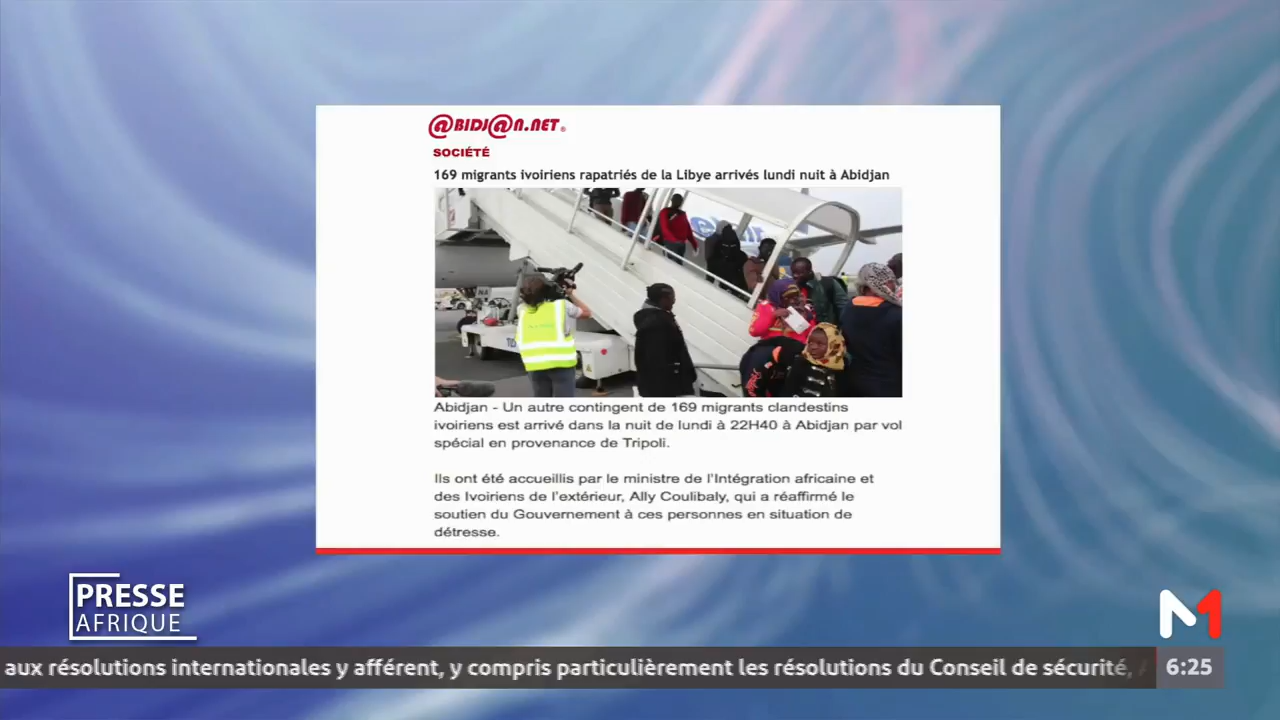 @BIDJ@N.NET®
SOCIÉTÉ
169 migrants ivoiriens rapatriés de la Libye arrivés lundi nuit à Abidjan
NA
Abidjan - Un autre contingent de 169 migrants clandestins
ivoiriens est arrivé dans la nuit de lundi à 22H40 à Abidjan par vol
spécial en provenance de Tripoli.
Ils ont été accueillis par le ministre de l'Intégration africaine et
des Ivoiriens de l'extérieur, Ally Coulibaly, qui a réaffirmé le
soutien du Gouvernement à ces personnes en situation de
détresse.
PRESSE
AFRIQUE
M1
aux résolutions internationales y afférent, y compris particulièrement les résolutions du Conseil de sécurité,
6:25